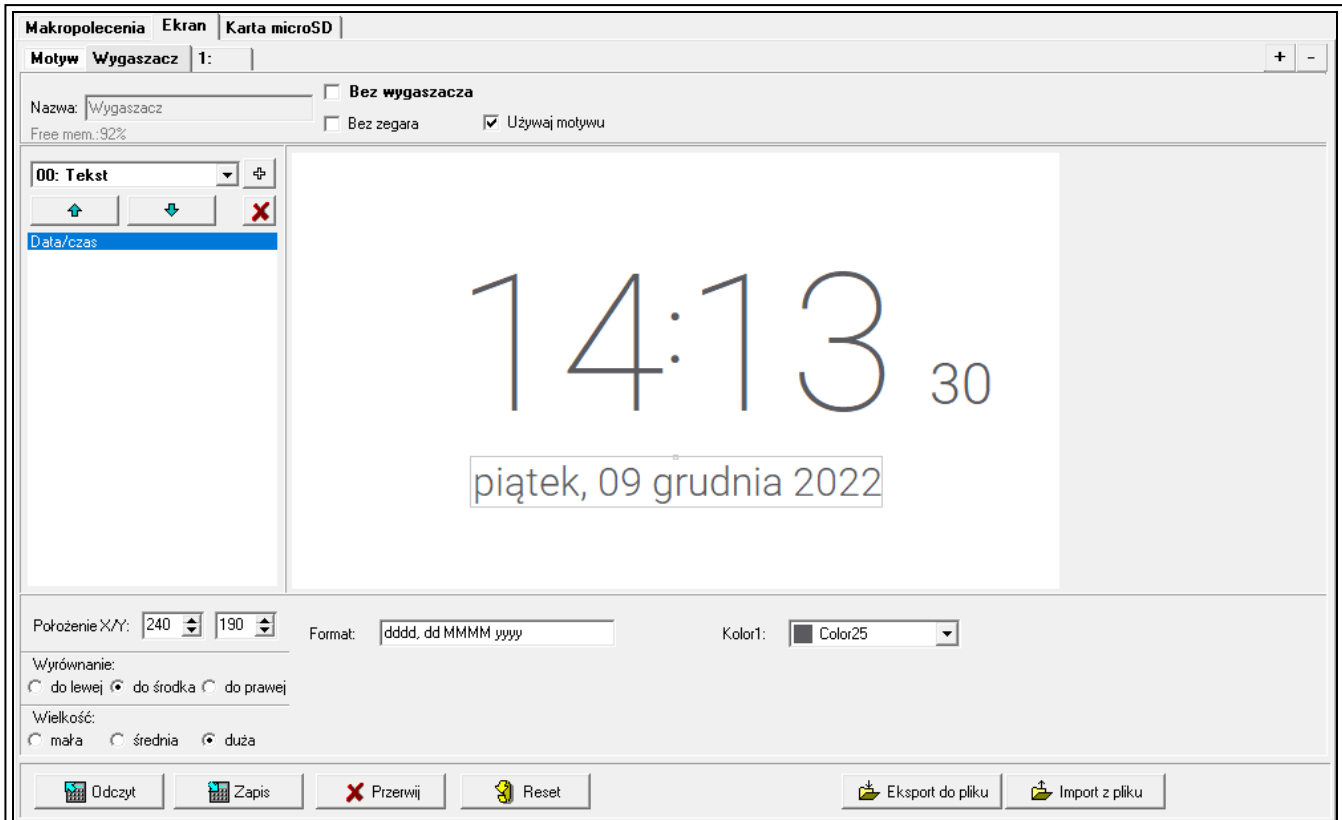 Makropolecenia Ekran Karta microSD
Motyw Wygaszacz 1: + -
Bez wygaszacza
Nazwa: Wygaszacz
Bez zegara Używaj motywu
Free mem.:92%
00: Tekst
Data/czas
14:13 30
piątek, 09 grudnia 2022
Położenie X/Y: 240 190 Format: dddd, dd MMMM yyyy Kolor1: Color25
Wyrównanie:
do lewej do środka do prawej
Wielkość:
mała średnia duża
Odczyt Zapis Przerwij Reset Eksport do pliku Import z pliku